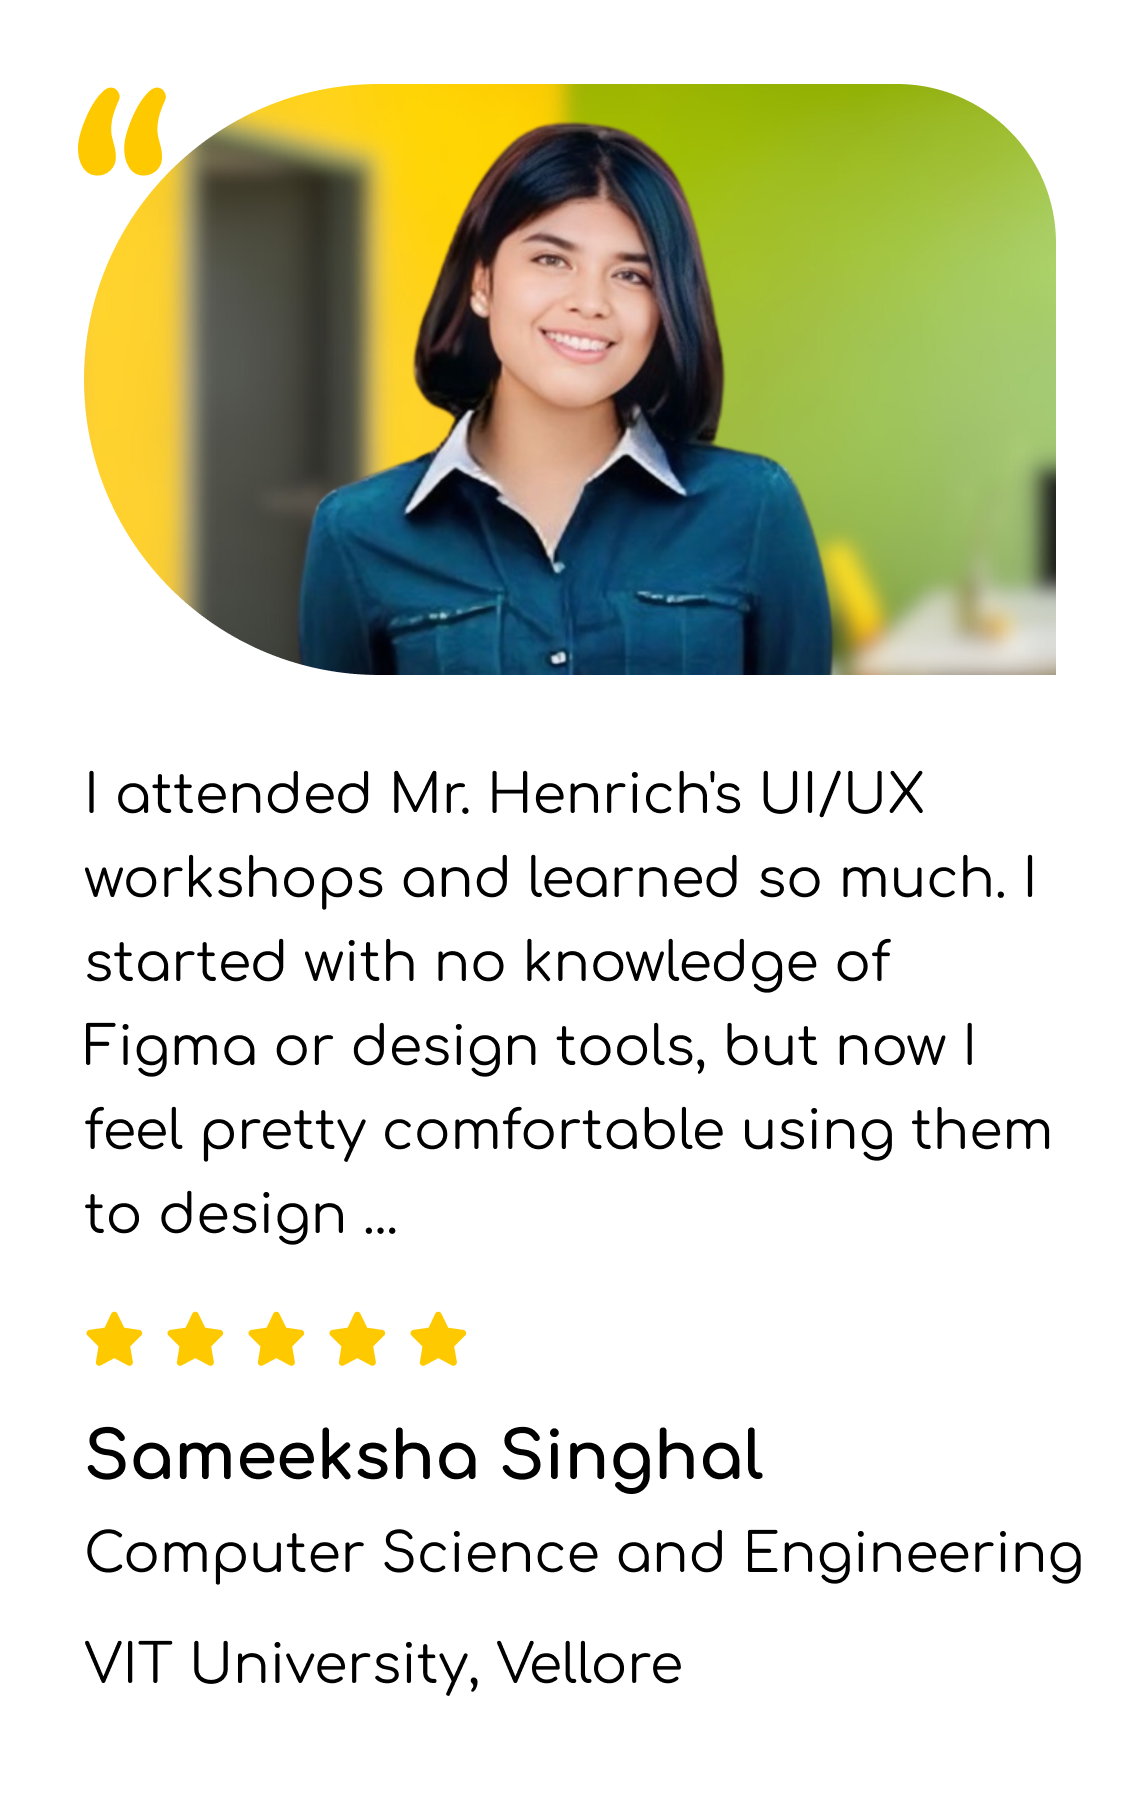 “
I attended Mr. Henrich's UI/UX
workshops and learned so much. I
started with no knowledge of
Figma or design tools, but now I
feel pretty comfortable using them
to design ...
Sameeksha Singhal
Computer Science and Engineering
VIT University, Vellore